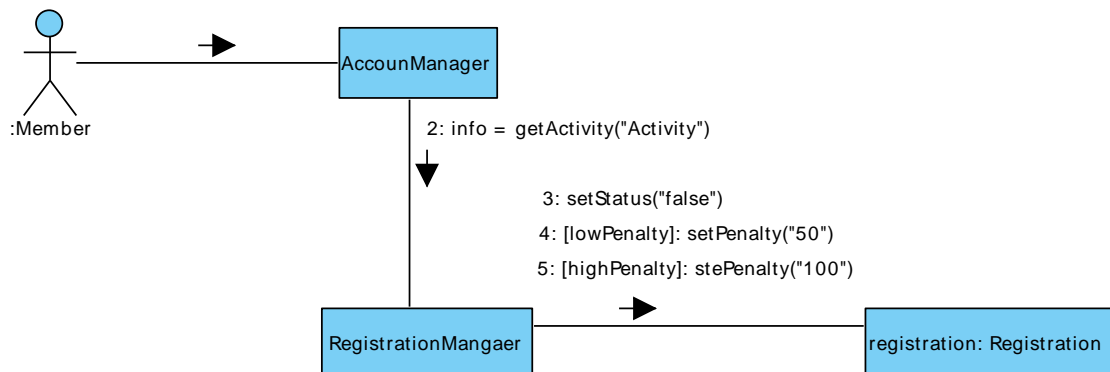 AccounManager
:Member
2: info = getActivity("Activity")
3: setStatus("false")
4: [lowPenalty]: setPenalty("50")
5: [highPenalty]: stePenalty("100")
RegistrationMangaer
registration: Registration